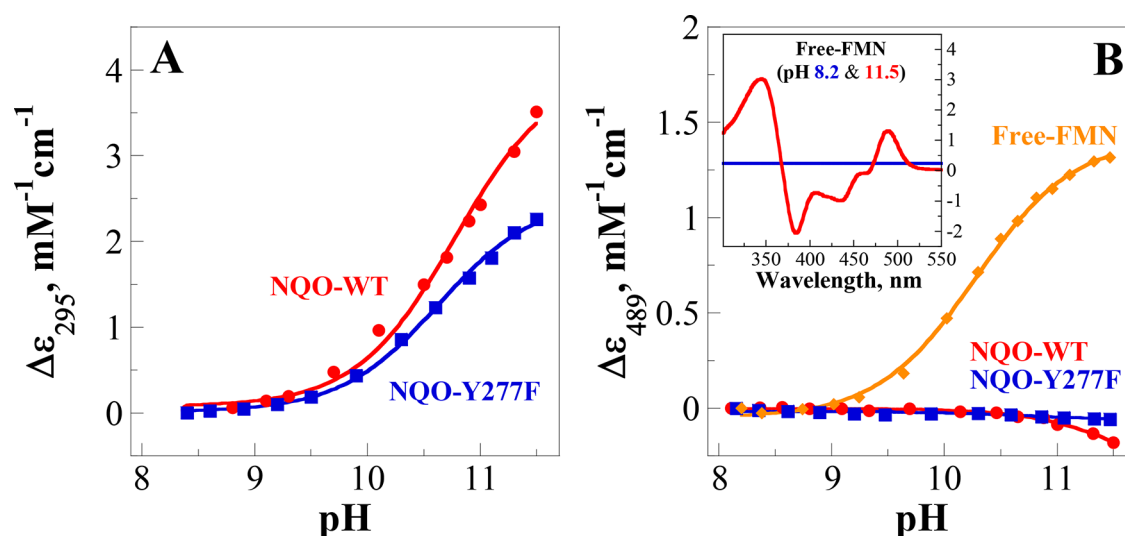 A
Δε295, mM-1cm-1
4
3
2
1
0
NQO-WT
NQO-Y277F
8
9
10
11
pH
B
Δε489, mM-1cm-1
2
1.5
1
0.5
0
Free-FMN
(pH 8.2 & 11.5)
4
3
2
1
0
-1
-2
350
400
450
500
550
Wavelength, nm
Free-FMN
NQO-WT
NQO-Y277F
8
9
10
11
pH